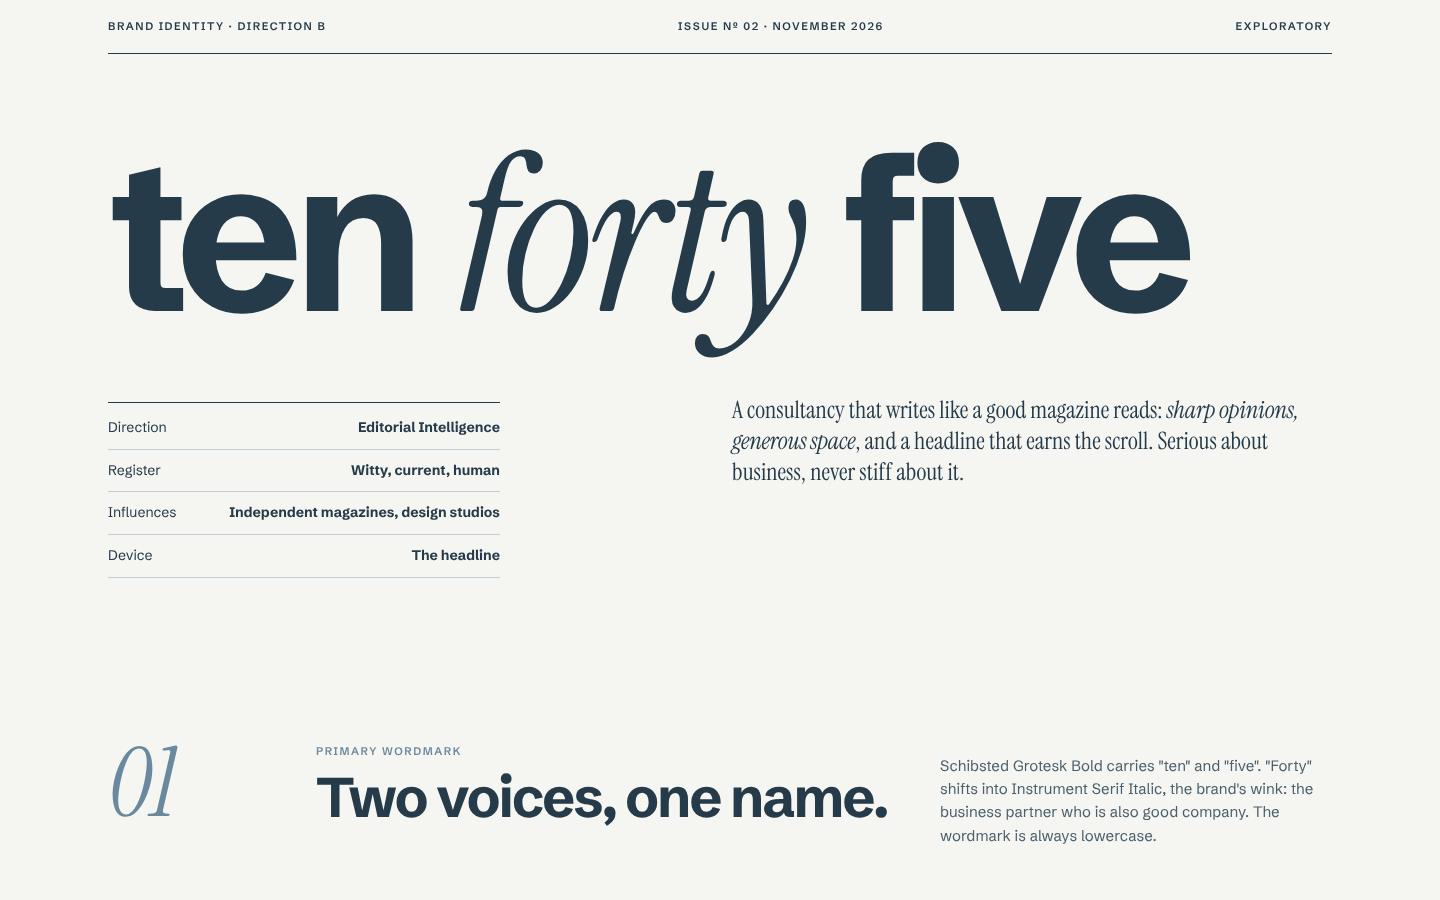 BRAND IDENTITY · DIRECTION B
ISSUE Nº 02 · NOVEMBER 2026
EXPLORATORY
ten forty five
Direction Editorial Intelligence
Register Witty, current, human
Influences Independent magazines, design studios
Device The headline
A consultancy that writes like a good magazine reads: sharp opinions,
generous space, and a headline that earns the scroll. Serious about
business, never stiff about it.
01
PRIMARY WORDMARK
Two voices, one name.
Schibsted Grotesk Bold carries "ten" and "five". "Forty"
shifts into Instrument Serif Italic, the brand's wink: the
business partner who is also good company. The
wordmark is always lowercase.